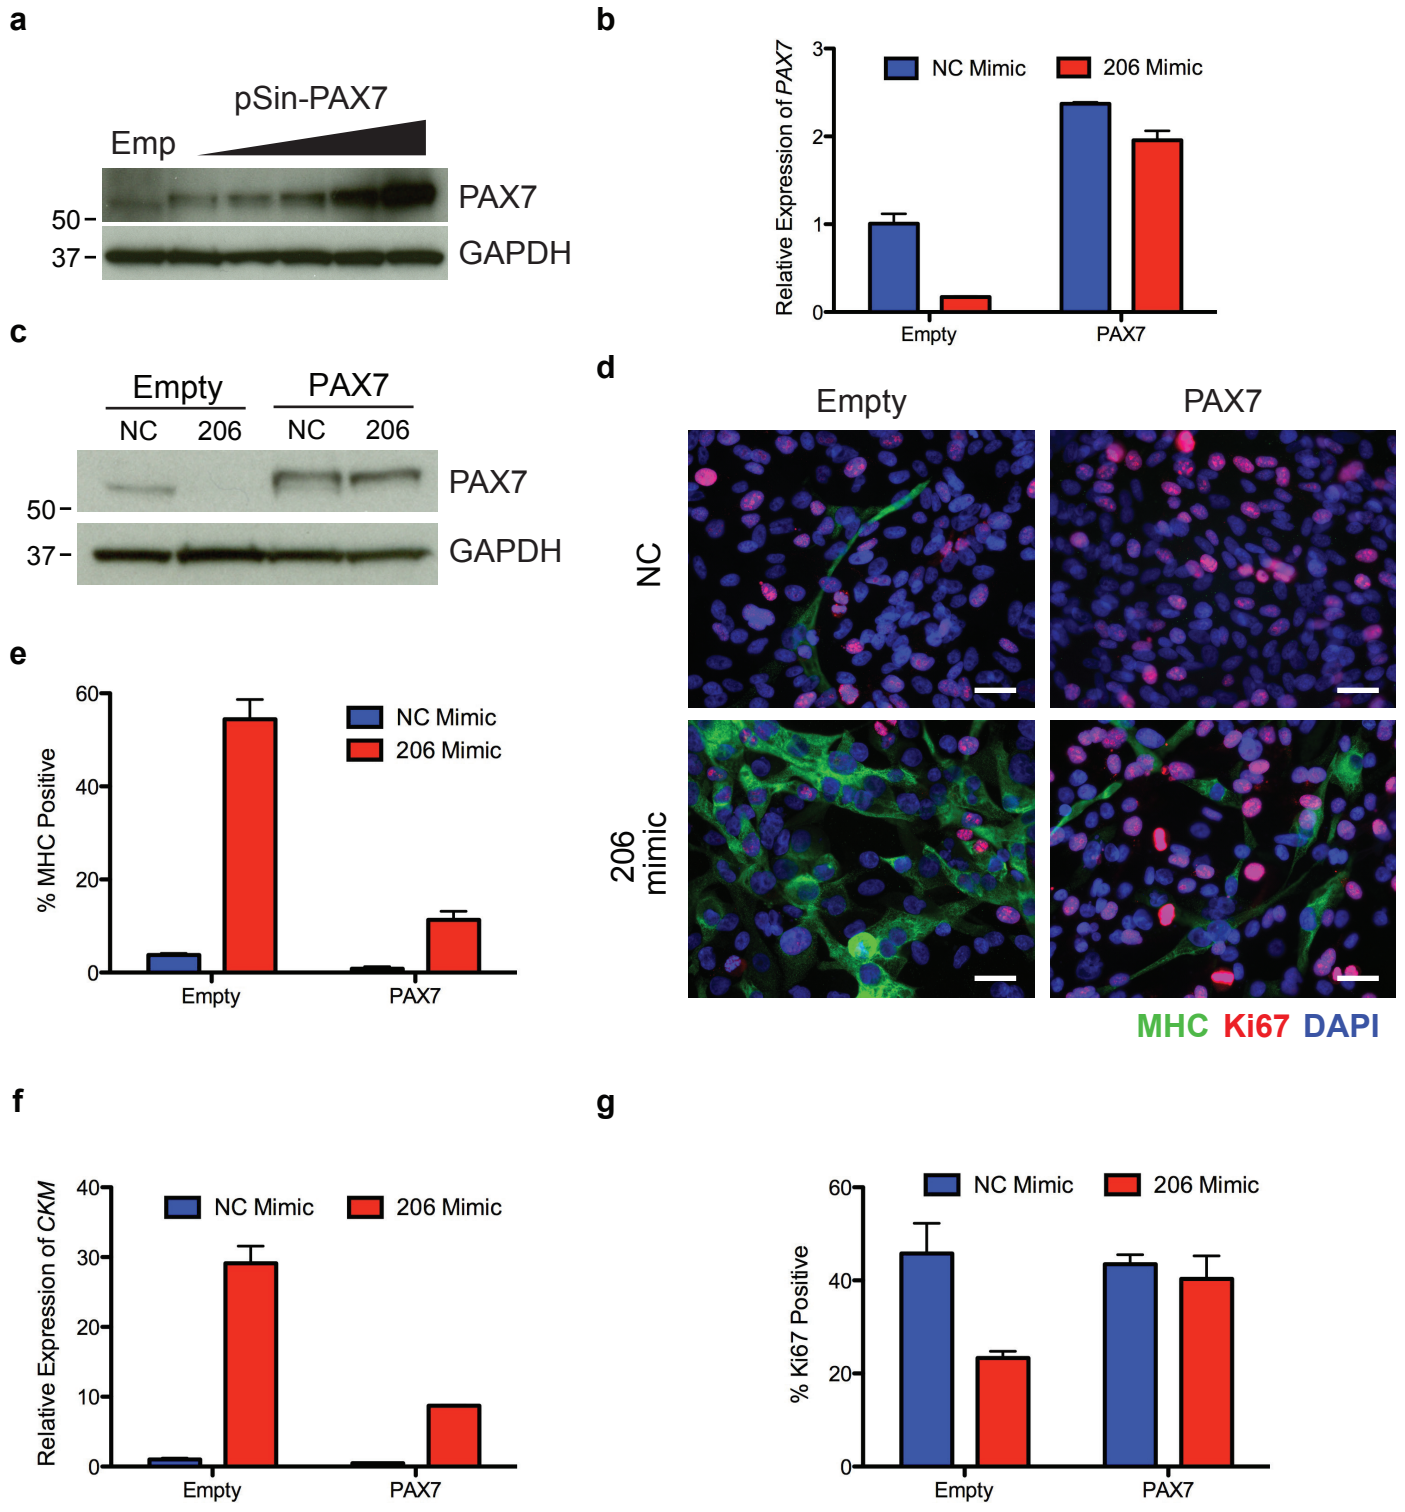 a
pSin-PAX7
Emp
PAX7
50
GAPDH
37
b
Relative Expression of PAX7
NC Mimic
206 Mimic
3
2
1
0
Empty
PAX7
c
Empty
PAX7
NC
206
NC
206
PAX7
50
37
GAPDH
d
Empty
PAX7
NC
206
mimic
MHC Ki67 DAPI
e
% MHC Positive
60
40
20
0
NC Mimic
206 Mimic
Empty
PAX7
f
Relative Expression of CKM
40
30
20
10
0
NC Mimic
206 Mimic
Empty
PAX7
g
% Ki67 Positive
60
40
20
0
NC Mimic
206 Mimic
Empty
PAX7